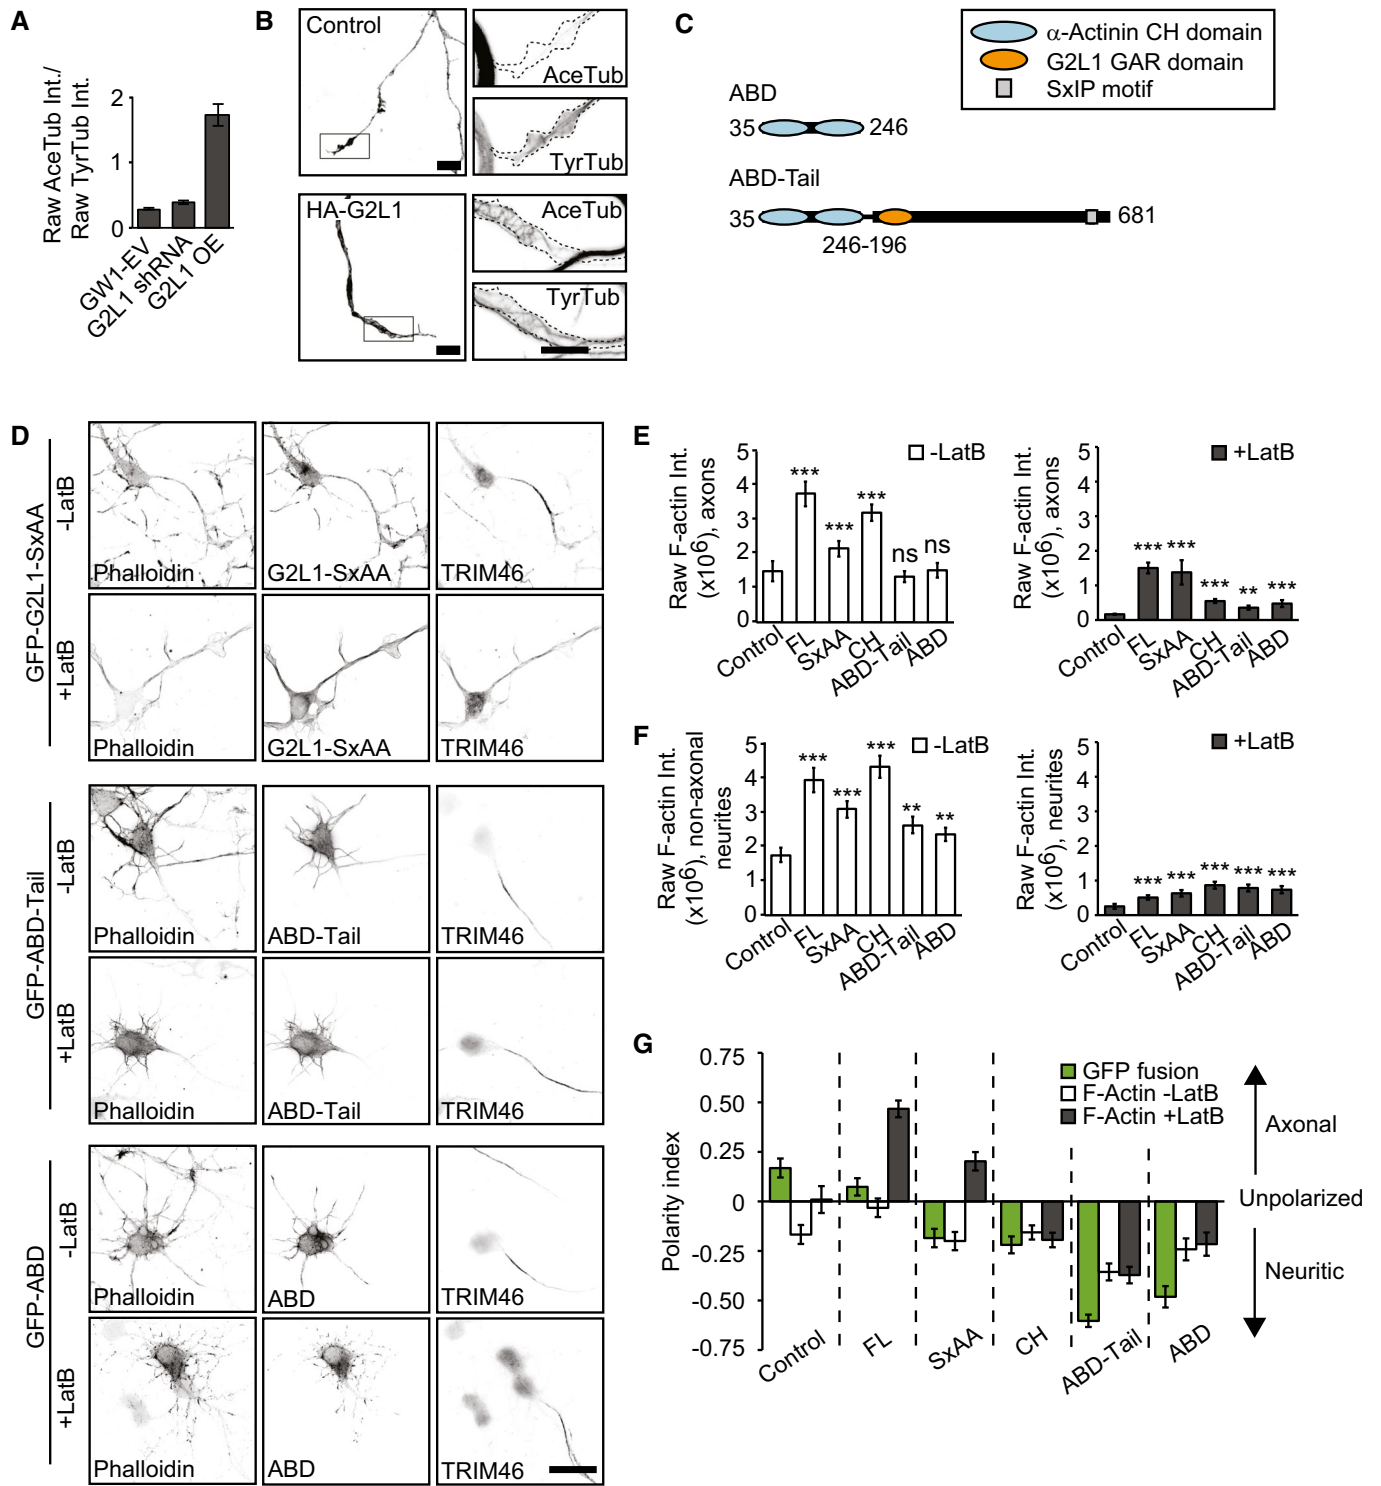 A
Raw AceTub Int./
Raw TyrTub Int.
2
1
0
GW1-EV
G2L1 shRNA
G2L1 OE
B
Control
AceTub
TyrTub
HA-G2L1
AceTub
TyrTub
C
α-Actinin CH domain
G2L1 GAR domain
SxIP motif
ABD
35
246
ABD-Tail
35
681
246-196
D
GFP-G2L1-SxAA
-LatB
Phalloidin
G2L1-SxAA
TRIM46
+LatB
Phalloidin
G2L1-SxAA
TRIM46
GFP-ABD-Tail
-LatB
Phalloidin
ABD-Tail
TRIM46
+LatB
Phalloidin
ABD-Tail
TRIM46
GFP-ABD
-LatB
Phalloidin
ABD
TRIM46
+LatB
Phalloidin
ABD
TRIM46
E
Raw F-actin Int.
(x10⁶), axons
5
4
3
2
1
0
-LatB
***
***
***
ns
ns
Control
FL
SxAA
CH
ABD-Tail
ABD
Raw F-actin Int.
(x10⁶), axons
5
4
3
2
1
0
+LatB
***
***
***
**
***
Control
FL
SxAA
CH
ABD-Tail
ABD
F
Raw F-actin Int.
(x10⁶), non-axonal
neurites
5
4
3
2
1
0
-LatB
***
***
***
**
**
Control
FL
SxAA
CH
ABD-Tail
ABD
Raw F-actin Int.
(x10⁶), neurites
5
4
3
2
1
0
+LatB
***
***
***
***
***
Control
FL
SxAA
CH
ABD-Tail
ABD
G
Polarity index
0.75
0.50
0.25
0
-0.25
-0.50
-0.75
GFP fusion
F-Actin -LatB
F-Actin +LatB
Axonal
Unpolarized
Neuritic
Control
FL
SxAA
CH
ABD-Tail
ABD